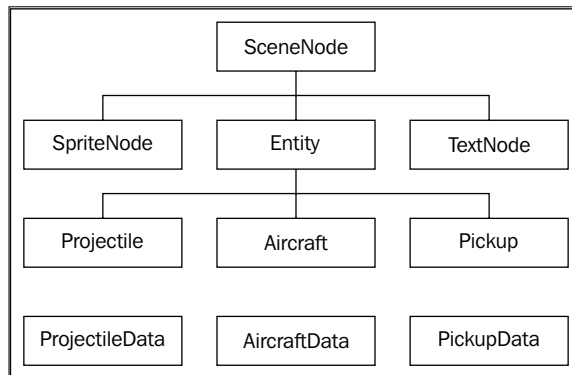 SceneNode
SpriteNode
Entity
TextNode
Projectile
Aircraft
Pickup
ProjectileData
AircraftData
PickupData